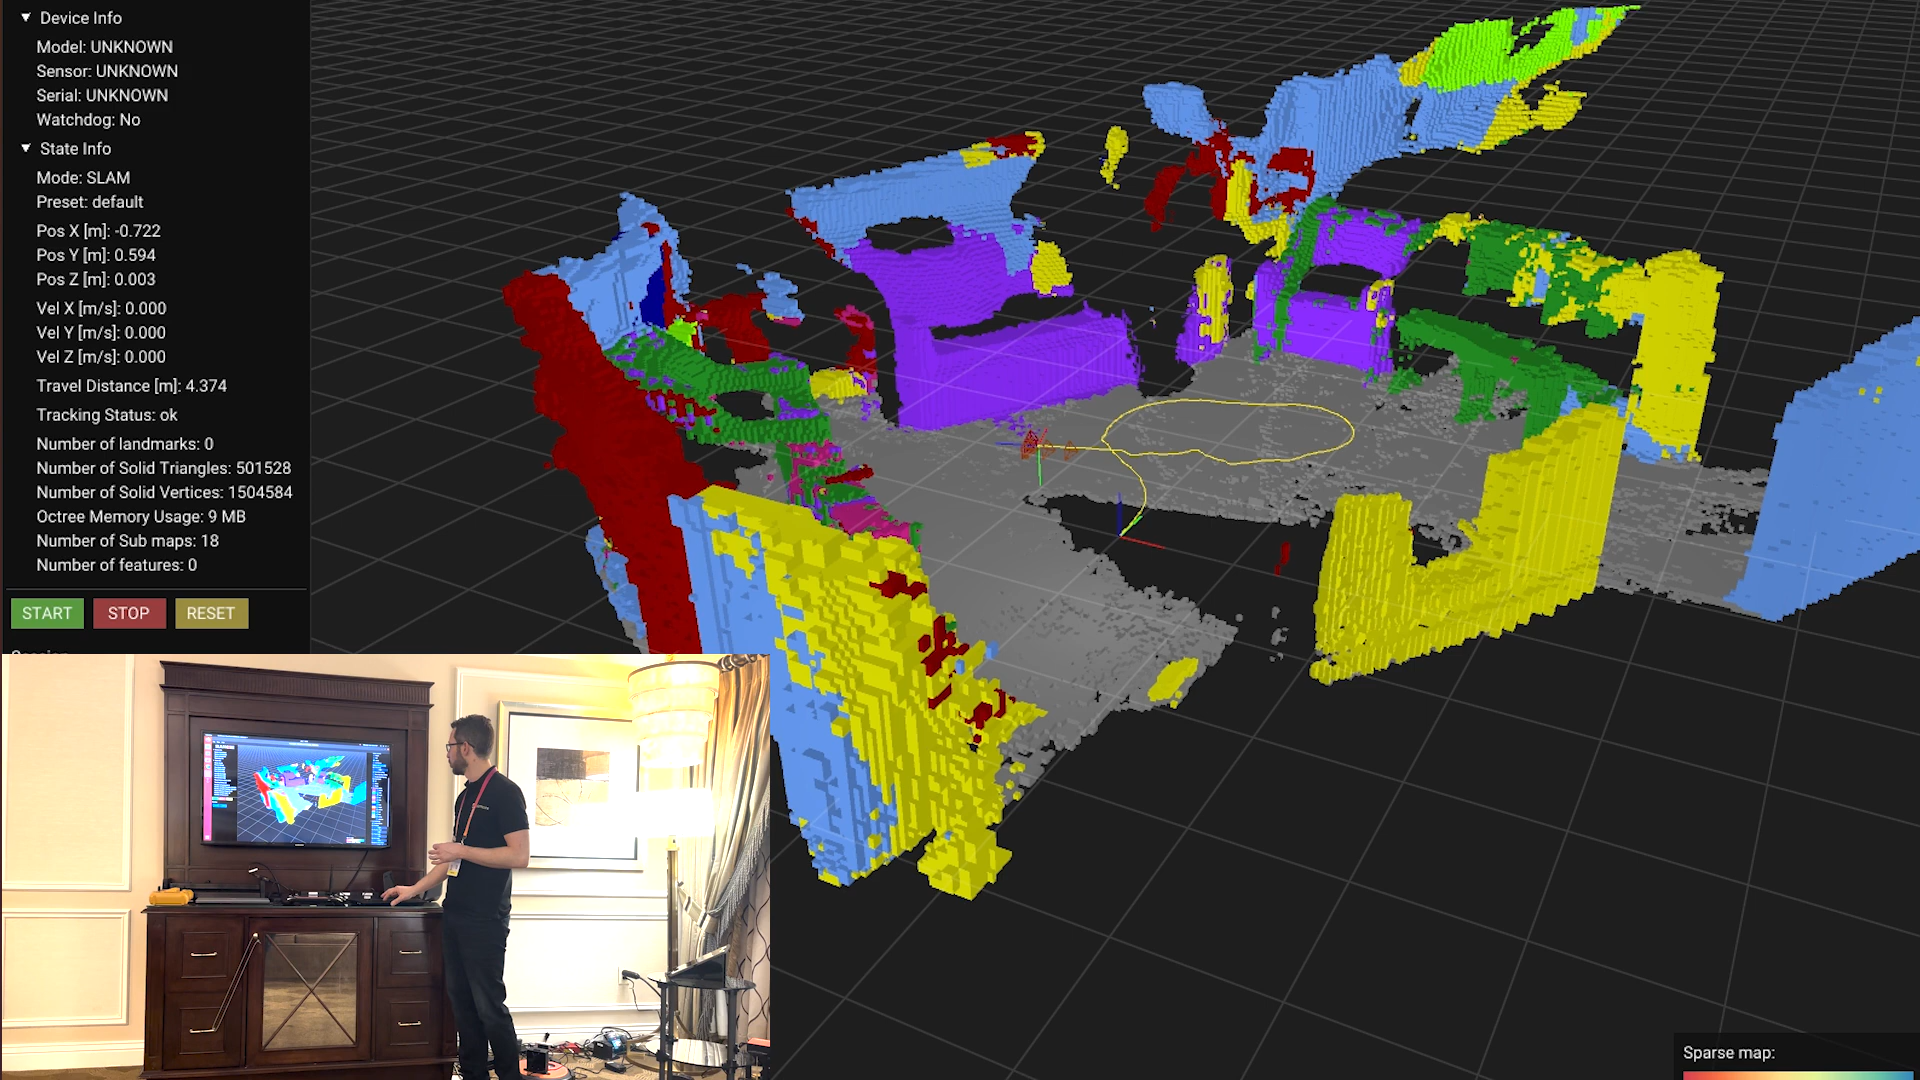 Device Info
Model: UNKNOWN
Sensor: UNKNOWN
Serial: UNKNOWN
Watchdog: No
State Info
Mode: SLAM
Preset: default
Pos X [m]: -0.722
Pos Y [m]: 0.594
Pos Z [m]: 0.003
Vel X [m/s]: 0.000
Vel Y [m/s]: 0.000
Vel Z [m/s]: 0.000
Travel Distance [m]: 4.374
Tracking Status: ok
Number of landmarks: 0
Number of Solid Triangles: 501528
Number of Solid Vertices: 1504584
Octree Memory Usage: 9 MB
Number of Sub maps: 18
Number of features: 0
START STOP RESET
Sparse map: